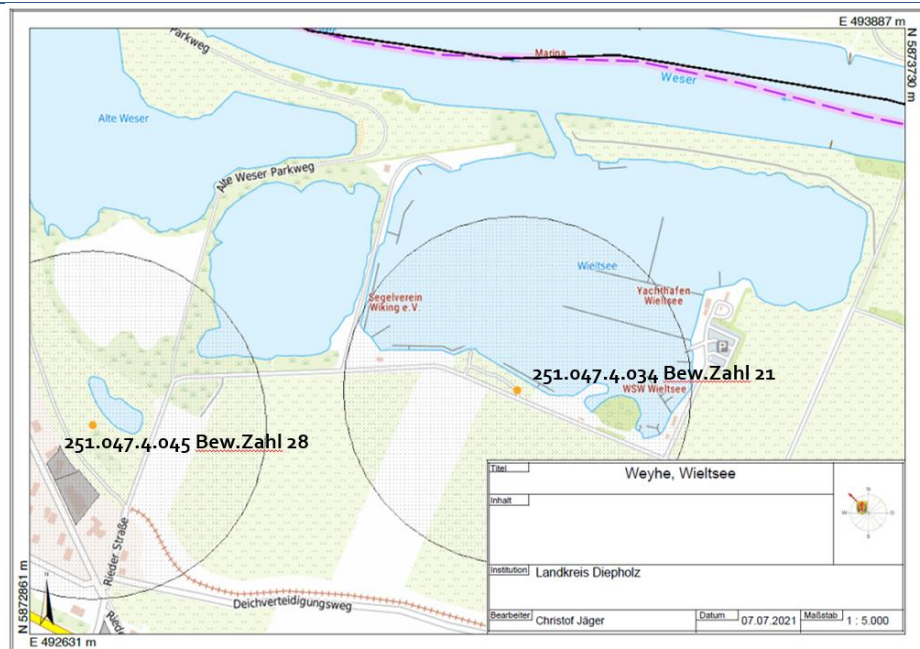 E 493887 m
N 5873730 m
Parkweg
Marina
Weser
Alte Weser
Alte Weser Parkweg
Wieltsee
Segelverein
Wiking e.V.
Yachthafen
Wieltsee
P
251.047.4.034 Bew.Zahl 21
WSW Wieltsee
251.047.4.045 Bew.Zahl 28
Rieder Straße
Deichverteidigungsweg
N 5872861 m
N
E 492631 m
Titel
Weyhe, Wieltsee
Inhalt
N
W
O
S
Institution
Landkreis Diepholz
Bearbeiter
Christof Jäger
Datum
07.07.2021
Maßstab
1 : 5.000